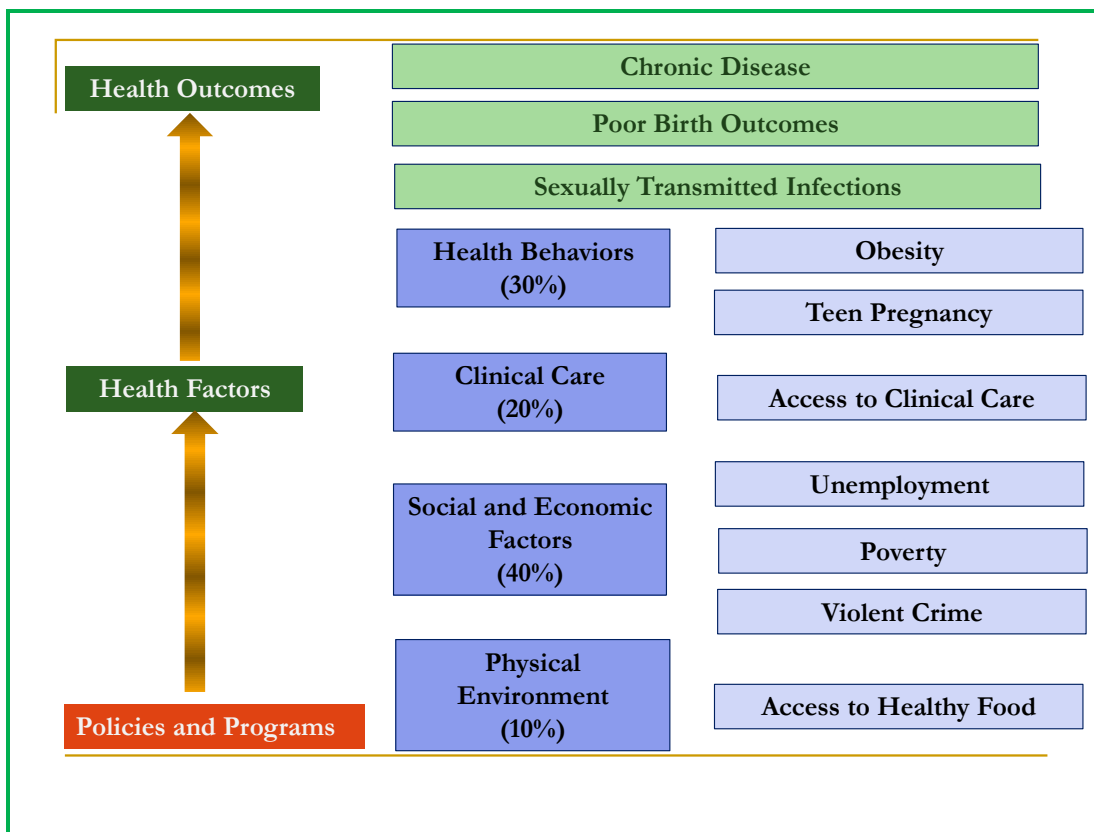 Health Outcomes
Chronic Disease
Poor Birth Outcomes
Sexually Transmitted Infections
Health Behaviors
(30%)
Obesity
Teen Pregnancy
Health Factors
Clinical Care
(20%)
Access to Clinical Care
Social and Economic
Factors
(40%)
Unemployment
Poverty
Violent Crime
Policies and Programs
Physical
Environment
(10%)
Access to Healthy Food